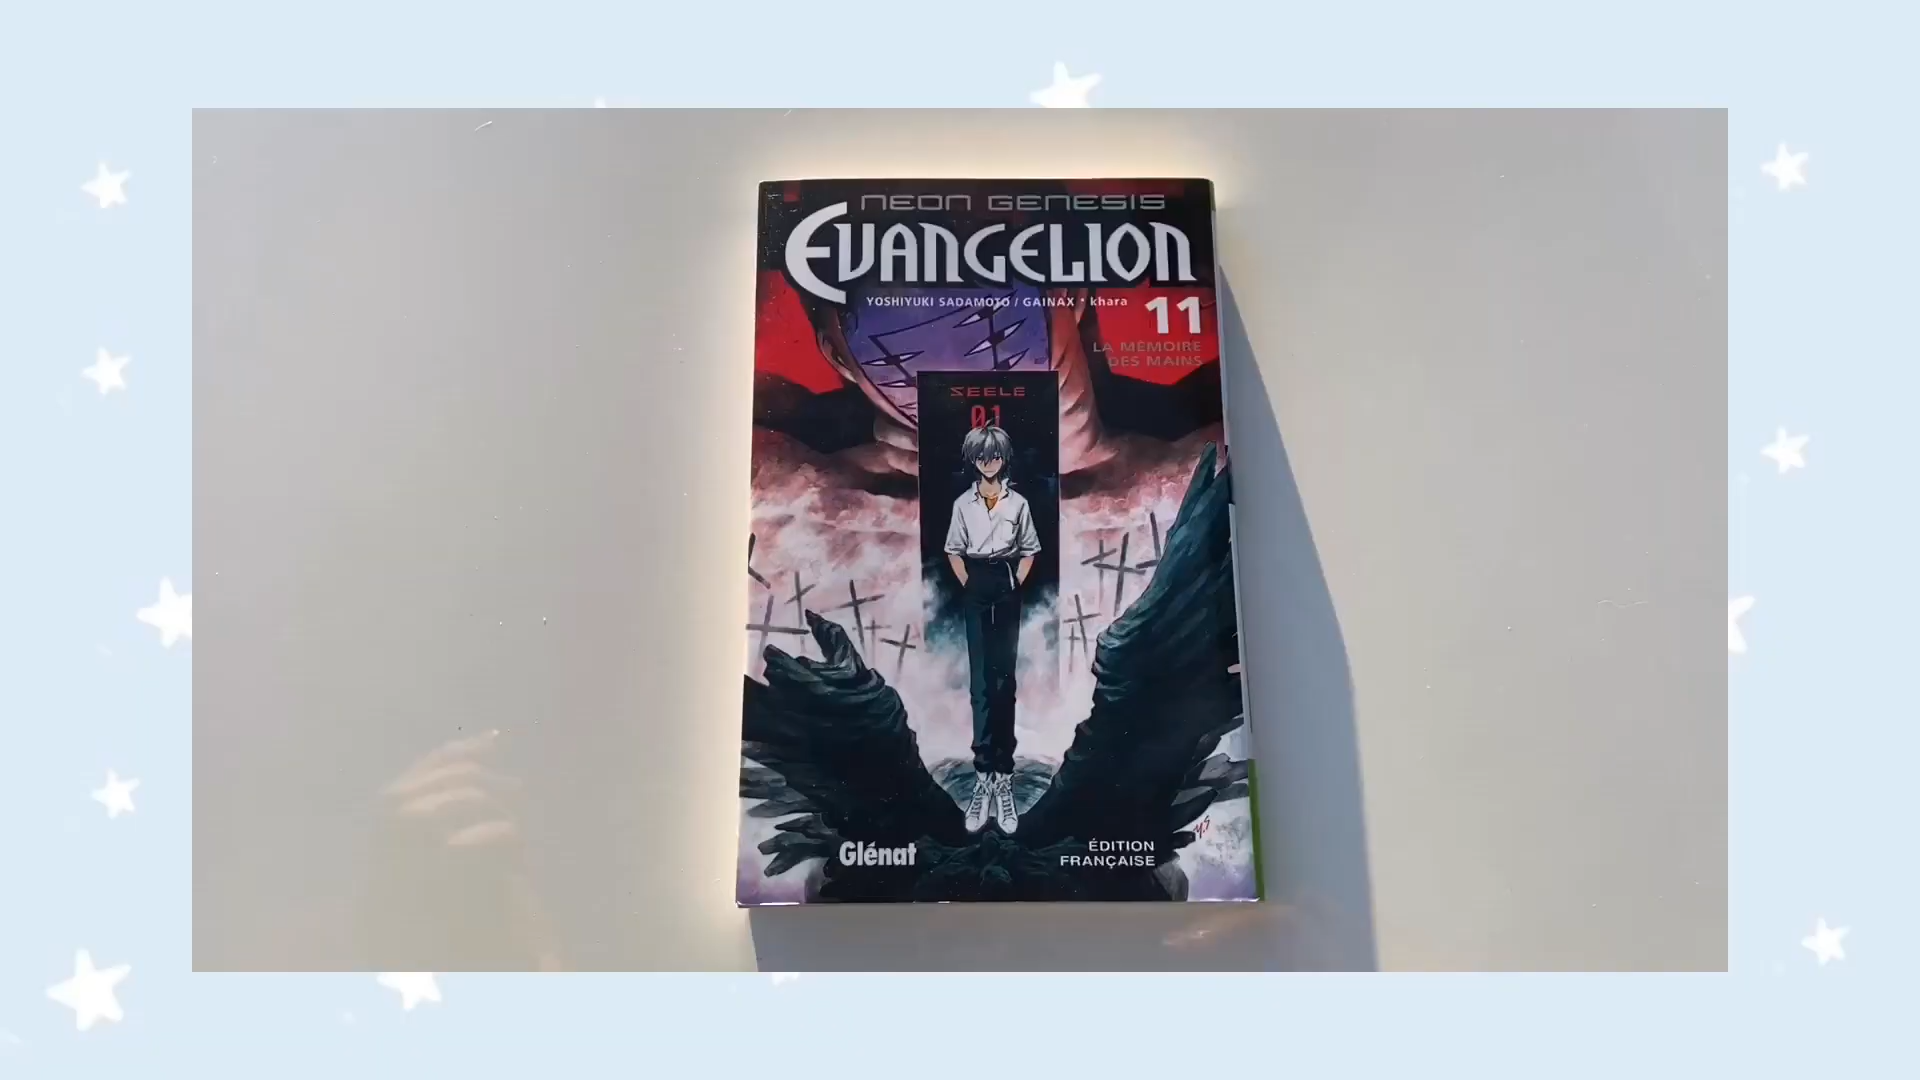 NEON GENESIS
EVANGELION
YOSHIYUKI SADAMOTO / GAINAX • khara
11
LA MÉMOIRE
DES MAINS
SEELE
01
Y.S
Glénat
ÉDITION
FRANÇAISE